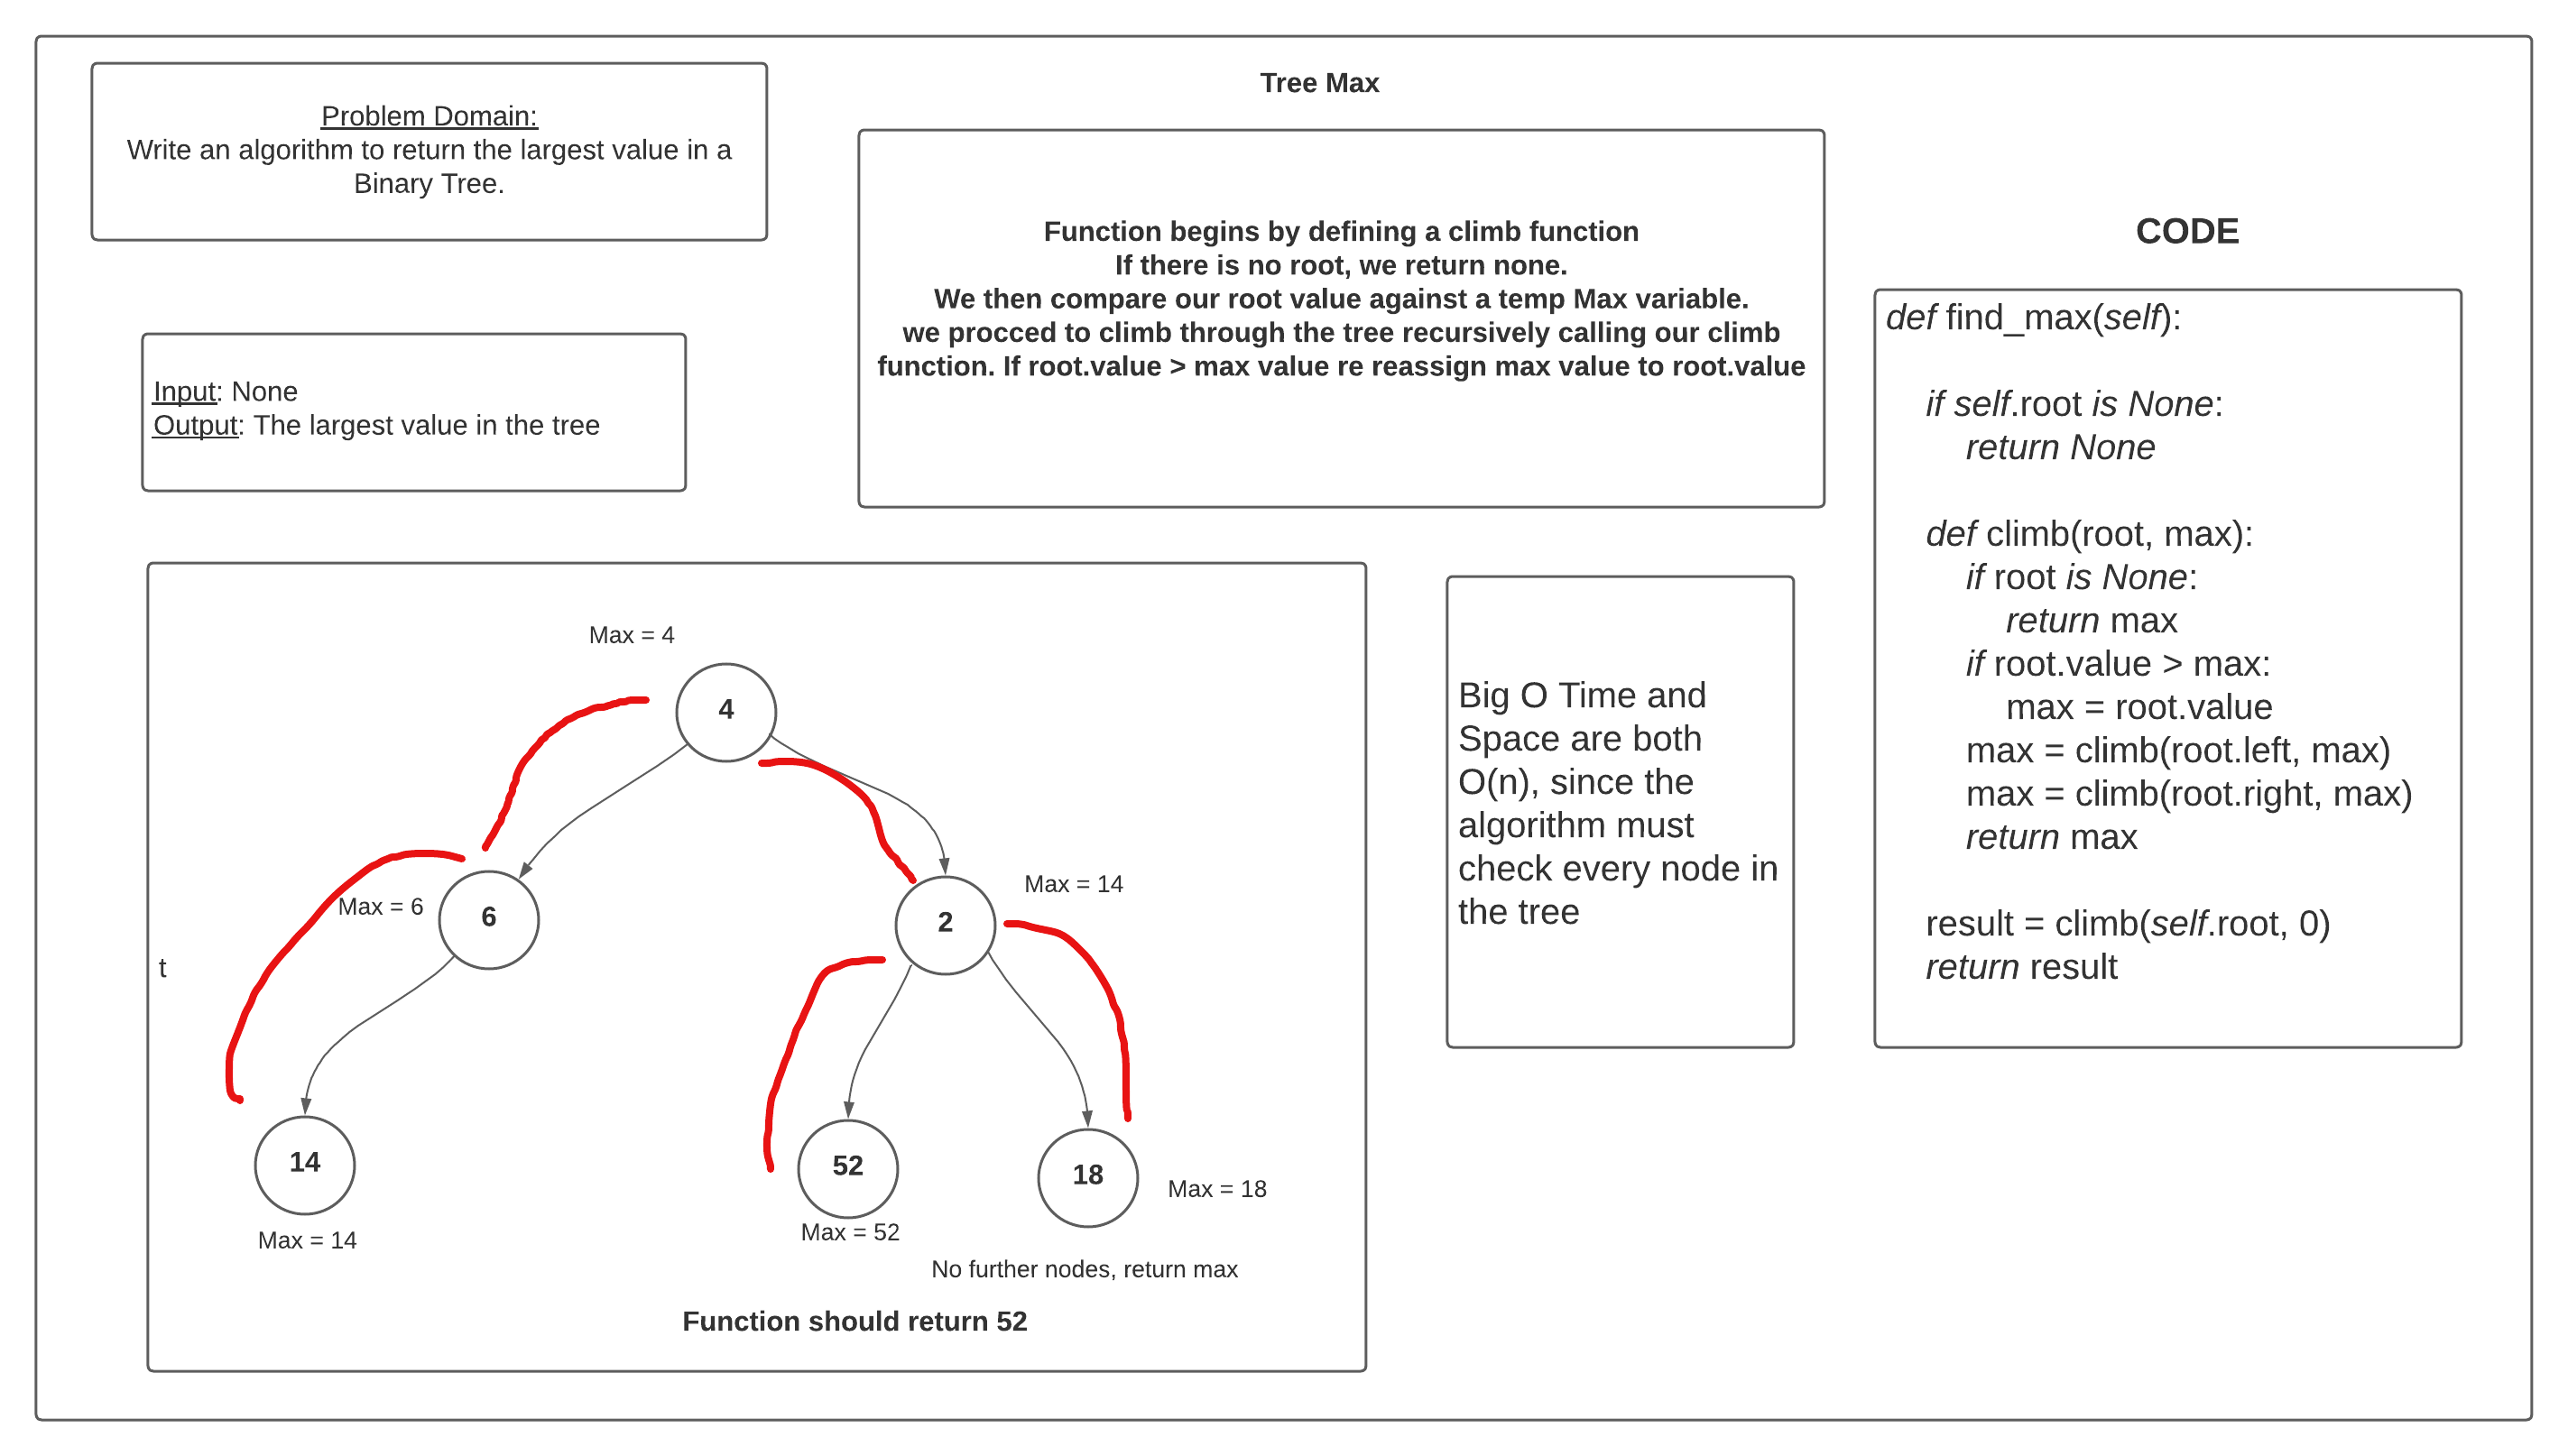 Tree Max
Problem Domain:
Write an algorithm to return the largest value in a
Binary Tree.
Input: None
Output: The largest value in the tree
Function begins by defining a climb function
If there is no root, we return none.
We then compare our root value against a temp Max variable.
we procced to climb through the tree recursively calling our climb
function. If root.value > max value re reassign max value to root.value
CODE
def find_max(self):
if self.root is None:
return None
def climb(root, max):
if root is None:
return max
if root.value > max:
max = root.value
max = climb(root.left, max)
max = climb(root.right, max)
return max
result = climb(self.root, 0)
return result
Big O Time and
Space are both
O(n), since the
algorithm must
check every node in
the tree
Max = 4
4
Max = 6
6
2
Max = 14
t
14
Max = 14
52
Max = 52
18
Max = 18
No further nodes, return max
Function should return 52